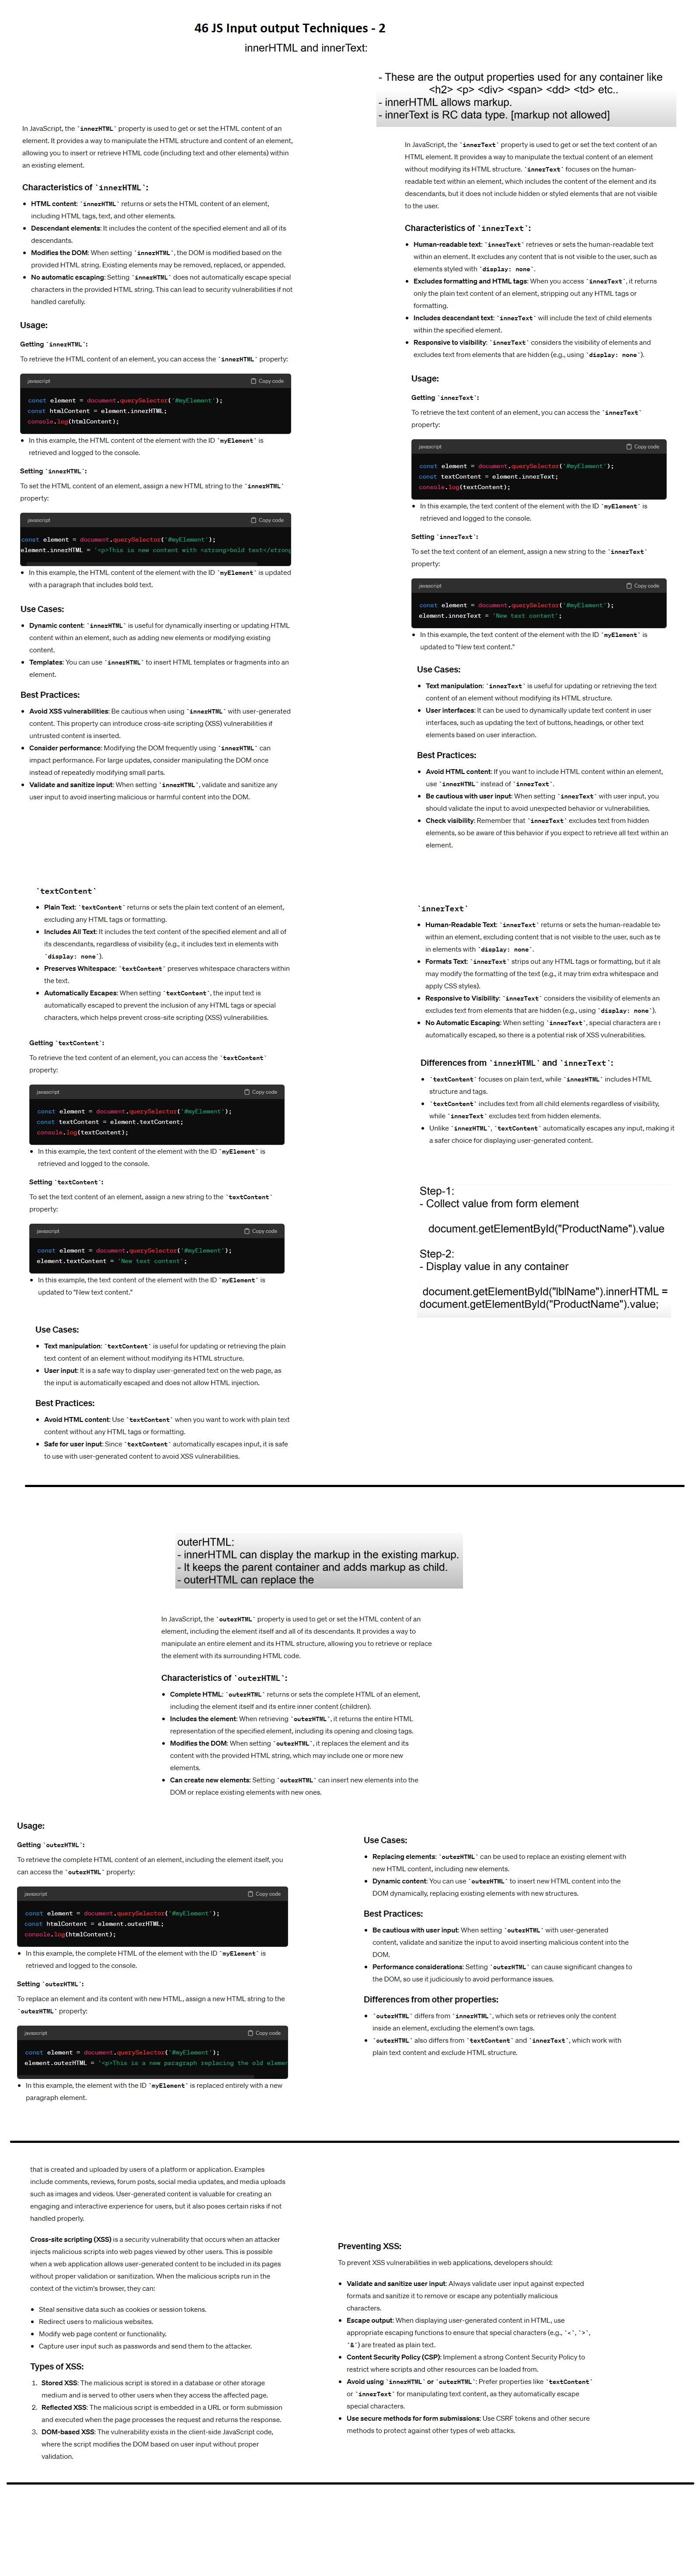 46 JS Input output Techniques - 2
innerHTML and innerText:
- These are the output properties used for any container like
<h2> <p> <div> <span> <dd> <td> etc..
- innerHTML allows markup.
- innerText is RC data type. [markup not allowed]
In JavaScript, the `innerHTML` property is used to get or set the HTML content of an
element. It provides a way to manipulate the HTML structure and content of an element,
allowing you to insert or retrieve HTML code (including text and other elements) within
an existing element.
Characteristics of `innerHTML`:
• HTML content: `innerHTML` returns or sets the HTML content of an element,
including HTML tags, text, and other elements.
• Descendant elements: It includes the content of the specified element and all of its
descendants.
• Modifies the DOM: When setting `innerHTML`, the DOM is modified based on the
provided HTML string. Existing elements may be removed, replaced, or appended.
• No automatic escaping: Setting `innerHTML` does not automatically escape special
characters in the provided HTML string. This can lead to security vulnerabilities if not
handled carefully.
Usage:
Getting `innerHTML`:
To retrieve the HTML content of an element, you can access the `innerHTML` property:
javascript Copy code
const element = document.querySelector('#myElement');
const htmlContent = element.innerHTML;
console.log(htmlContent);
• In this example, the HTML content of the element with the ID `myElement` is
retrieved and logged to the console.
Setting `innerHTML`:
To set the HTML content of an element, assign a new HTML string to the `innerHTML`
property:
javascript Copy code
const element = document.querySelector('#myElement');
element.innerHTML = '<p>This is new content with <strong>bold text</strong
• In this example, the HTML content of the element with the ID `myElement` is updated
with a paragraph that includes bold text.
Use Cases:
• Dynamic content: `innerHTML` is useful for dynamically inserting or updating HTML
content within an element, such as adding new elements or modifying existing
content.
• Templates: You can use `innerHTML` to insert HTML templates or fragments into an
element.
Best Practices:
• Avoid XSS vulnerabilities: Be cautious when using `innerHTML` with user-generated
content. This property can introduce cross-site scripting (XSS) vulnerabilities if
untrusted content is inserted.
• Consider performance: Modifying the DOM frequently using `innerHTML` can
impact performance. For large updates, consider manipulating the DOM once
instead of repeatedly modifying small parts.
• Validate and sanitize input: When setting `innerHTML`, validate and sanitize any
user input to avoid inserting malicious or harmful content into the DOM.
In JavaScript, the `innerText` property is used to get or set the text content of an
HTML element. It provides a way to manipulate the textual content of an element
without modifying its HTML structure. `innerText` focuses on the human-
readable text within an element, which includes the content of the element and its
descendants, but it does not include hidden or styled elements that are not visible
to the user.
Characteristics of `innerText`:
• Human-readable text: `innerText` retrieves or sets the human-readable text
within an element. It excludes any content that is not visible to the user, such as
elements styled with `display: none`.
• Excludes formatting and HTML tags: When you access `innerText`, it returns
only the plain text content of an element, stripping out any HTML tags or
formatting.
• Includes descendant text: `innerText` will include the text of child elements
within the specified element.
• Responsive to visibility: `innerText` considers the visibility of elements and
excludes text from elements that are hidden (e.g., using `display: none`).
Usage:
Getting `innerText`:
To retrieve the text content of an element, you can access the `innerText`
property:
javascript Copy code
const element = document.querySelector('#myElement');
const textContent = element.innerText;
console.log(textContent);
• In this example, the text content of the element with the ID `myElement` is
retrieved and logged to the console.
Setting `innerText`:
To set the text content of an element, assign a new string to the `innerText`
property:
javascript Copy code
const element = document.querySelector('#myElement');
element.innerText = 'New text content';
• In this example, the text content of the element with the ID `myElement` is
updated to "New text content."
Use Cases:
• Text manipulation: `innerText` is useful for updating or retrieving the text
content of an element without modifying its HTML structure.
• User interfaces: It can be used to dynamically update text content in user
interfaces, such as updating the text of buttons, headings, or other text
elements based on user interaction.
Best Practices:
• Avoid HTML content: If you want to include HTML content within an element,
use `innerHTML` instead of `innerText`.
• Be cautious with user input: When setting `innerText` with user input, you
should validate the input to avoid unexpected behavior or vulnerabilities.
• Check visibility: Remember that `innerText` excludes text from hidden
elements, so be aware of this behavior if you expect to retrieve all text within an
element.
`textContent`
• Plain Text: `textContent` returns or sets the plain text content of an element,
excluding any HTML tags or formatting.
• Includes All Text: It includes the text content of the specified element and all of
its descendants, regardless of visibility (e.g., it includes text in elements with
`display: none`).
• Preserves Whitespace: `textContent` preserves whitespace characters within
the text.
• Automatically Escapes: When setting `textContent`, the input text is
automatically escaped to prevent the inclusion of any HTML tags or special
characters, which helps prevent cross-site scripting (XSS) vulnerabilities.
Getting `textContent`:
To retrieve the text content of an element, you can access the `textContent`
property:
javascript Copy code
const element = document.querySelector('#myElement');
const textContent = element.textContent;
console.log(textContent);
• In this example, the text content of the element with the ID `myElement` is
retrieved and logged to the console.
Setting `textContent`:
To set the text content of an element, assign a new string to the `textContent`
property:
javascript Copy code
const element = document.querySelector('#myElement');
element.textContent = 'New text content';
• In this example, the text content of the element with the ID `myElement` is
updated to "New text content."
Use Cases:
• Text manipulation: `textContent` is useful for updating or retrieving the plain
text content of an element without modifying its HTML structure.
• User input: It is a safe way to display user-generated text on the web page, as
the input is automatically escaped and does not allow HTML injection.
Best Practices:
• Avoid HTML content: Use `textContent` when you want to work with plain text
content without any HTML tags or formatting.
• Safe for user input: Since `textContent` automatically escapes input, it is safe
to use with user-generated content to avoid XSS vulnerabilities.
`innerText`
• Human-Readable Text: `innerText` returns or sets the human-readable te
within an element, excluding content that is not visible to the user, such as te
in elements with `display: none`.
• Formats Text: `innerText` strips out any HTML tags or formatting, but it als
may modify the formatting of the text (e.g., it may trim extra whitespace and
apply CSS styles).
• Responsive to Visibility: `innerText` considers the visibility of elements an
excludes text from elements that are hidden (e.g., using `display: none`).
• No Automatic Escaping: When setting `innerText`, special characters are
automatically escaped, so there is a potential risk of XSS vulnerabilities.
Differences from `innerHTML` and `innerText`:
• `textContent` focuses on plain text, while `innerHTML` includes HTML
structure and tags.
• `textContent` includes text from all child elements regardless of visibility,
while `innerText` excludes text from hidden elements.
• Unlike `innerHTML`, `textContent` automatically escapes any input, making it
a safer choice for displaying user-generated content.
Step-1:
- Collect value from form element
document.getElementById("ProductName").value
Step-2:
- Display value in any container
document.getElementById("lblName").innerHTML =
document.getElementById("ProductName").value;
outerHTML:
- innerHTML can display the markup in the existing markup.
- It keeps the parent container and adds markup as child.
- outerHTML can replace the
In JavaScript, the `outerHTML` property is used to get or set the HTML content of an
element, including the element itself and all of its descendants. It provides a way to
manipulate an entire element and its HTML structure, allowing you to retrieve or replace
the element with its surrounding HTML code.
Characteristics of `outerHTML`:
• Complete HTML: `outerHTML` returns or sets the complete HTML of an element,
including the element itself and its entire inner content (children).
• Includes the element: When retrieving `outerHTML`, it returns the entire HTML
representation of the specified element, including its opening and closing tags.
• Modifies the DOM: When setting `outerHTML`, it replaces the element and its
content with the provided HTML string, which may include one or more new
elements.
• Can create new elements: Setting `outerHTML` can insert new elements into the
DOM or replace existing elements with new ones.
Usage:
Getting `outerHTML`:
To retrieve the complete HTML content of an element, including the element itself, you
can access the `outerHTML` property:
javascript Copy code
const element = document.querySelector('#myElement');
const htmlContent = element.outerHTML;
console.log(htmlContent);
• In this example, the complete HTML of the element with the ID `myElement` is
retrieved and logged to the console.
Setting `outerHTML`:
To replace an element and its content with new HTML, assign a new HTML string to the
`outerHTML` property:
javascript Copy code
const element = document.querySelector('#myElement');
element.outerHTML = '<p>This is a new paragraph replacing the old elemen
• In this example, the element with the ID `myElement` is replaced entirely with a new
paragraph element.
Use Cases:
• Replacing elements: `outerHTML` can be used to replace an existing element with
new HTML content, including new elements.
• Dynamic content: You can use `outerHTML` to insert new HTML content into the
DOM dynamically, replacing existing elements with new structures.
Best Practices:
• Be cautious with user input: When setting `outerHTML` with user-generated
content, validate and sanitize the input to avoid inserting malicious content into the
DOM.
• Performance considerations: Setting `outerHTML` can cause significant changes to
the DOM, so use it judiciously to avoid performance issues.
Differences from other properties:
• `outerHTML` differs from `innerHTML`, which sets or retrieves only the content
inside an element, excluding the element's own tags.
• `outerHTML` also differs from `textContent` and `innerText`, which work with
plain text content and exclude HTML structure.
that is created and uploaded by users of a platform or application. Examples
include comments, reviews, forum posts, social media updates, and media uploads
such as images and videos. User-generated content is valuable for creating an
engaging and interactive experience for users, but it also poses certain risks if not
handled properly.
Cross-site scripting (XSS) is a security vulnerability that occurs when an attacker
injects malicious scripts into web pages viewed by other users. This is possible
when a web application allows user-generated content to be included in its pages
without proper validation or sanitization. When the malicious scripts run in the
context of the victim's browser, they can:
• Steal sensitive data such as cookies or session tokens.
• Redirect users to malicious websites.
• Modify web page content or functionality.
• Capture user input such as passwords and send them to the attacker.
Types of XSS:
1. Stored XSS: The malicious script is stored in a database or other storage
medium and is served to other users when they access the affected page.
2. Reflected XSS: The malicious script is embedded in a URL or form submission
and executed when the page processes the request and returns the response.
3. DOM-based XSS: The vulnerability exists in the client-side JavaScript code,
where the script modifies the DOM based on user input without proper
validation.
Preventing XSS:
To prevent XSS vulnerabilities in web applications, developers should:
• Validate and sanitize user input: Always validate user input against expected
formats and sanitize it to remove or escape any potentially malicious
characters.
• Escape output: When displaying user-generated content in HTML, use
appropriate escaping functions to ensure that special characters (e.g., `<`, `>`,
`&`) are treated as plain text.
• Content Security Policy (CSP): Implement a strong Content Security Policy to
restrict where scripts and other resources can be loaded from.
• Avoid using `innerHTML` or `outerHTML`: Prefer properties like `textContent`
or `innerText` for manipulating text content, as they automatically escape
special characters.
• Use secure methods for form submissions: Use CSRF tokens and other secure
methods to protect against other types of web attacks.